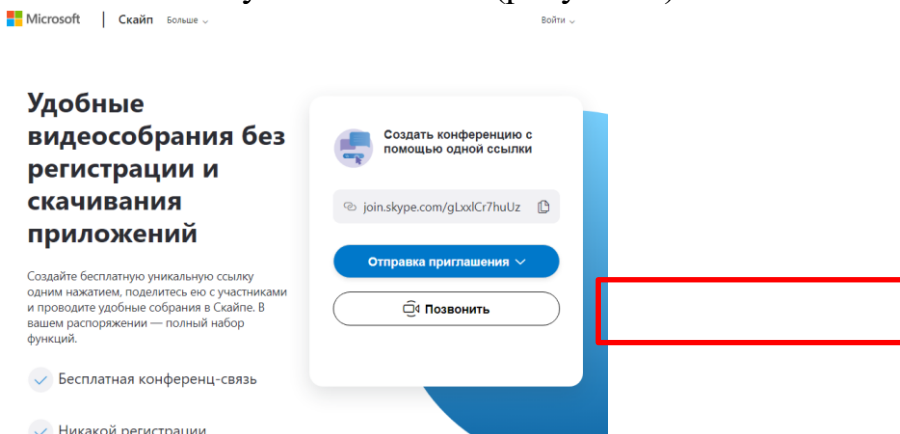 Microsoft | Скайп Больше Войти
Удобные
видеособрания без
регистрации и
скачивания
приложений
Создайте бесплатную уникальную ссылку
одним нажатием, поделитесь ею с участниками
и проводите удобные собрания в Скайпе. В
вашем распоряжении — полный набор
функций.
Бесплатная конференц-связь
Никакой регистрации
Создать конференцию с
помощью одной ссылки
join.skype.com/gLxxlCr7huUz
Отправка приглашения
Позвонить